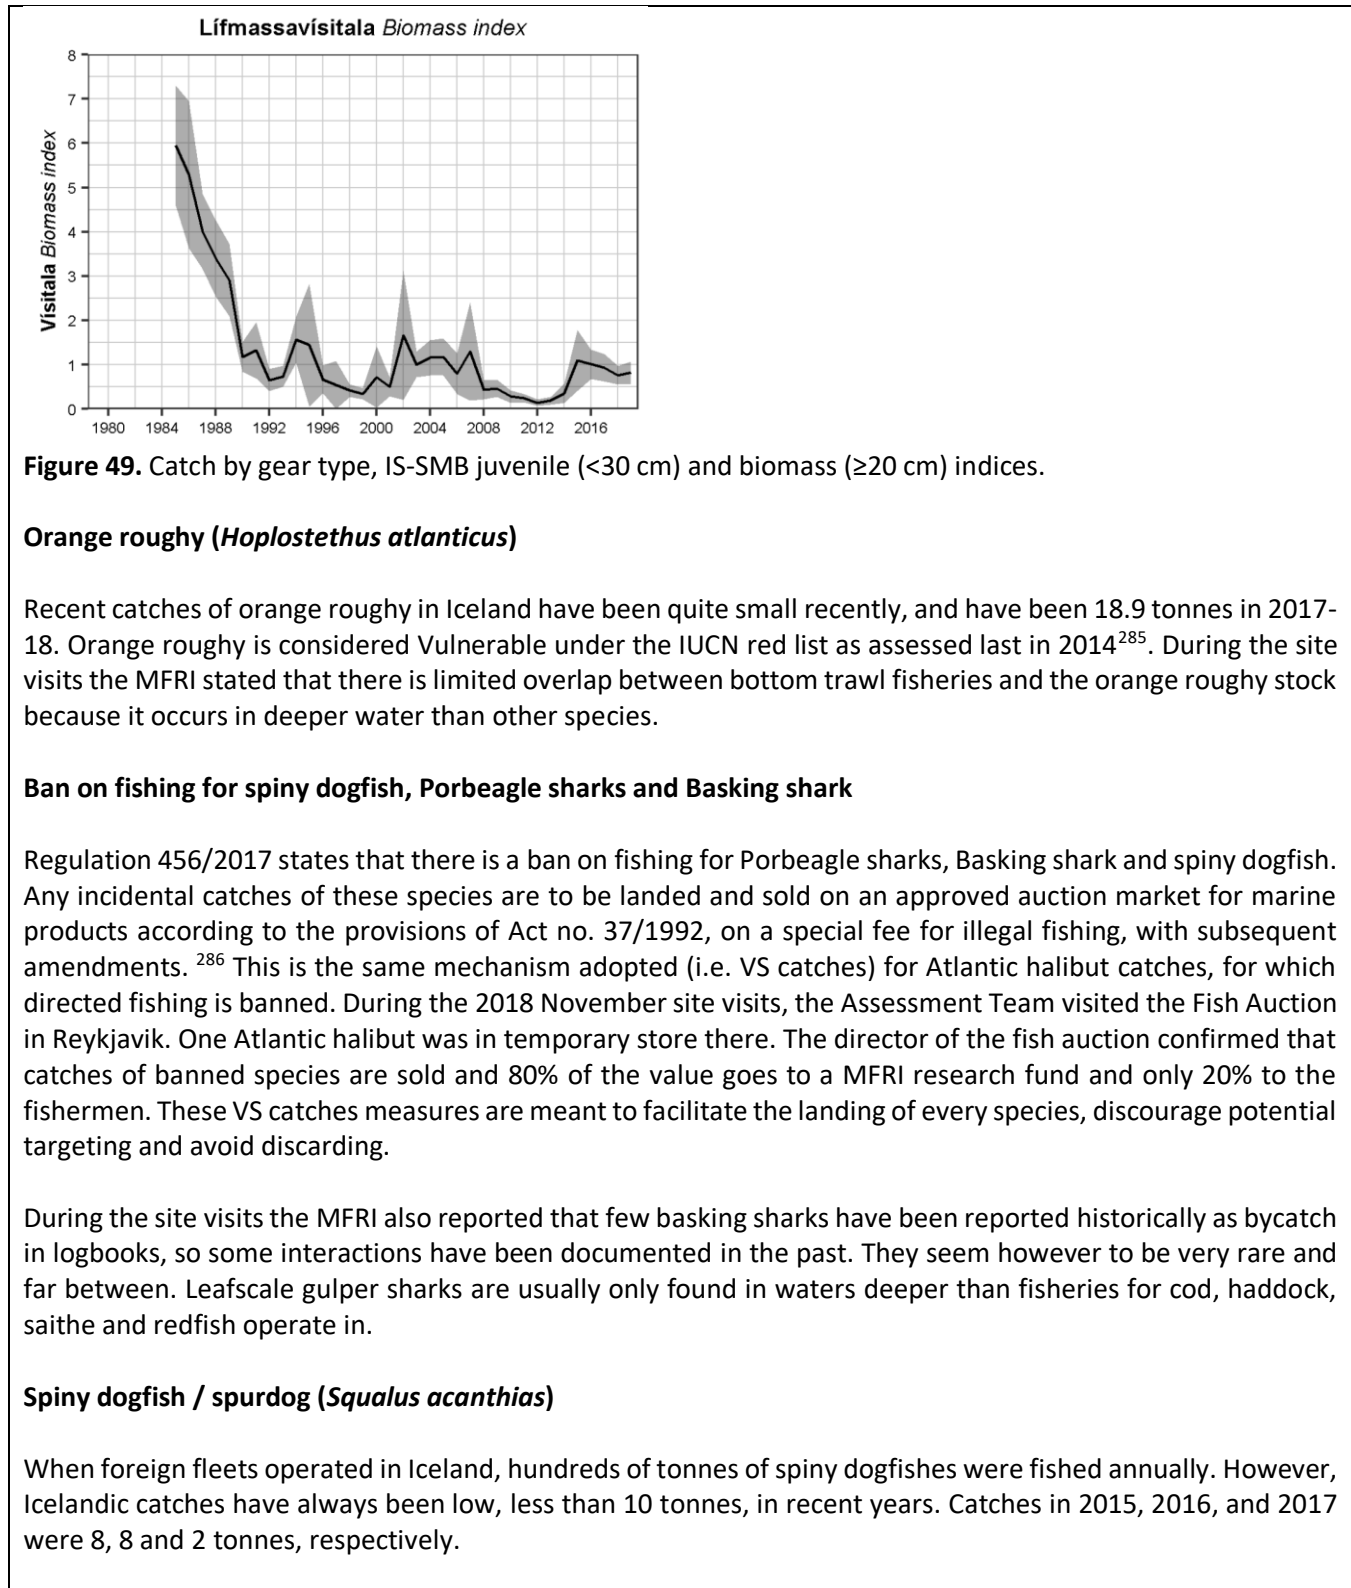 Lífmassavísitala Biomass index
8
7
6
5
4
3
2
1
0
Vísitala Biomass index
1980 1984 1988 1992 1996 2000 2004 2008 2012 2016
Figure 49. Catch by gear type, IS-SMB juvenile (<30 cm) and biomass (≥20 cm) indices.
Orange roughy (Hoplostethus atlanticus)
Recent catches of orange roughy in Iceland have been quite small recently, and have been 18.9 tonnes in 2017-
18. Orange roughy is considered Vulnerable under the IUCN red list as assessed last in 2014285. During the site
visits the MFRI stated that there is limited overlap between bottom trawl fisheries and the orange roughy stock
because it occurs in deeper water than other species.
Ban on fishing for spiny dogfish, Porbeagle sharks and Basking shark
Regulation 456/2017 states that there is a ban on fishing for Porbeagle sharks, Basking shark and spiny dogfish.
Any incidental catches of these species are to be landed and sold on an approved auction market for marine
products according to the provisions of Act no. 37/1992, on a special fee for illegal fishing, with subsequent
amendments. 286 This is the same mechanism adopted (i.e. VS catches) for Atlantic halibut catches, for which
directed fishing is banned. During the 2018 November site visits, the Assessment Team visited the Fish Auction
in Reykjavik. One Atlantic halibut was in temporary store there. The director of the fish auction confirmed that
catches of banned species are sold and 80% of the value goes to a MFRI research fund and only 20% to the
fishermen. These VS catches measures are meant to facilitate the landing of every species, discourage potential
targeting and avoid discarding.
During the site visits the MFRI also reported that few basking sharks have been reported historically as bycatch
in logbooks, so some interactions have been documented in the past. They seem however to be very rare and
far between. Leafscale gulper sharks are usually only found in waters deeper than fisheries for cod, haddock,
saithe and redfish operate in.
Spiny dogfish / spurdog (Squalus acanthias)
When foreign fleets operated in Iceland, hundreds of tonnes of spiny dogfishes were fished annually. However,
Icelandic catches have always been low, less than 10 tonnes, in recent years. Catches in 2015, 2016, and 2017
were 8, 8 and 2 tonnes, respectively.